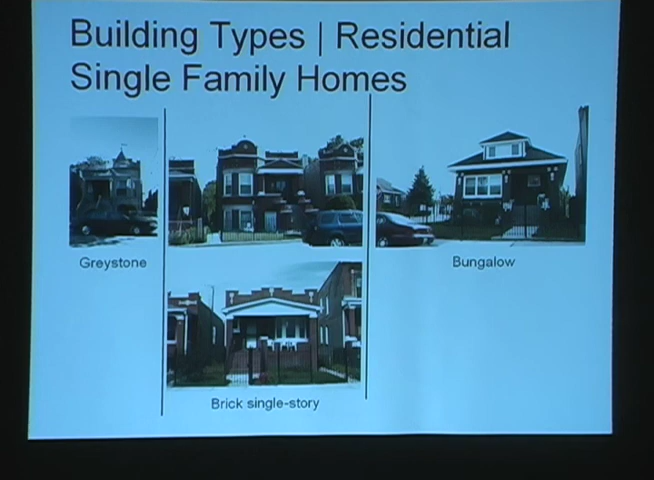 Building Types | Residential
Single Family Homes
Greystone
Bungalow
Brick single-story